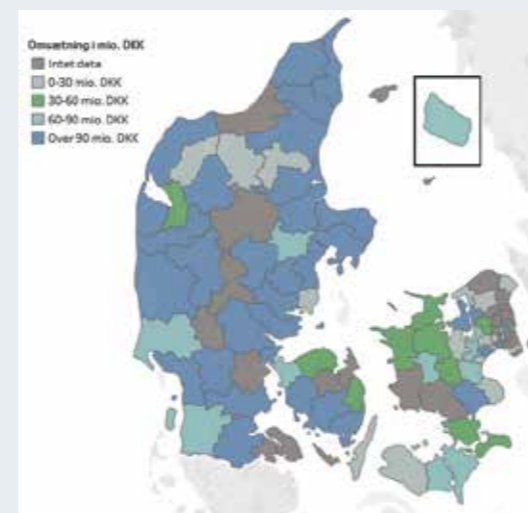 Omsætning i mio. DKK
Intet data
0-30 mio. DKK
30-60 mio. DKK
60-90 mio. DKK
Over 90 mio. DKK